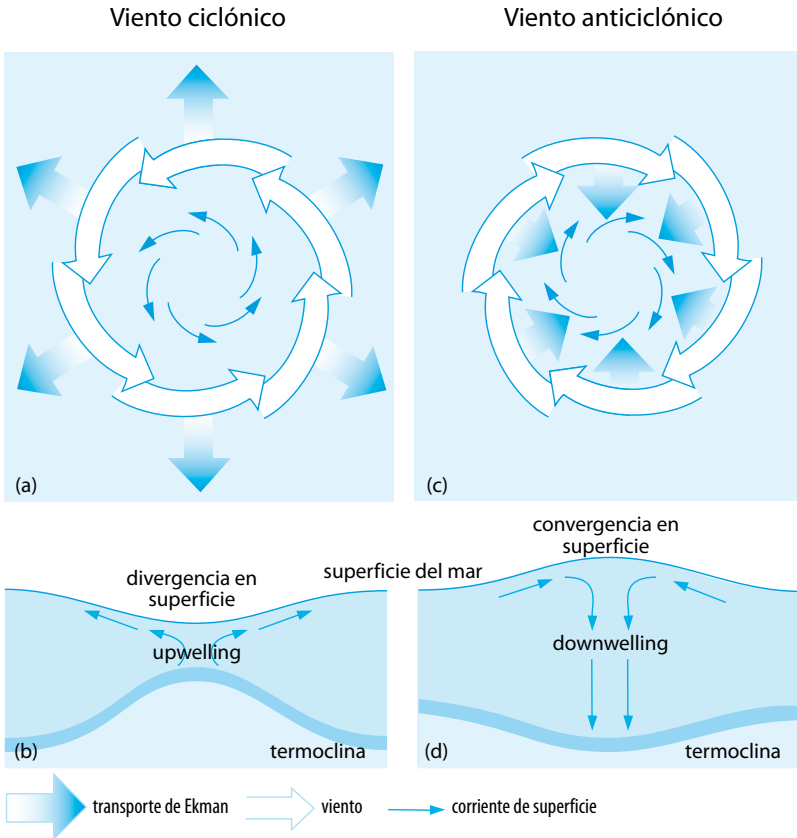 Viento ciclónico
Viento anticiclónico
(a)
(c)
divergencia en
superficie
superficie del mar
convergencia en
superficie
upwelling
downwelling
(b)
termoclina
(d)
termoclina
transporte de Ekman
viento
corriente de superficie